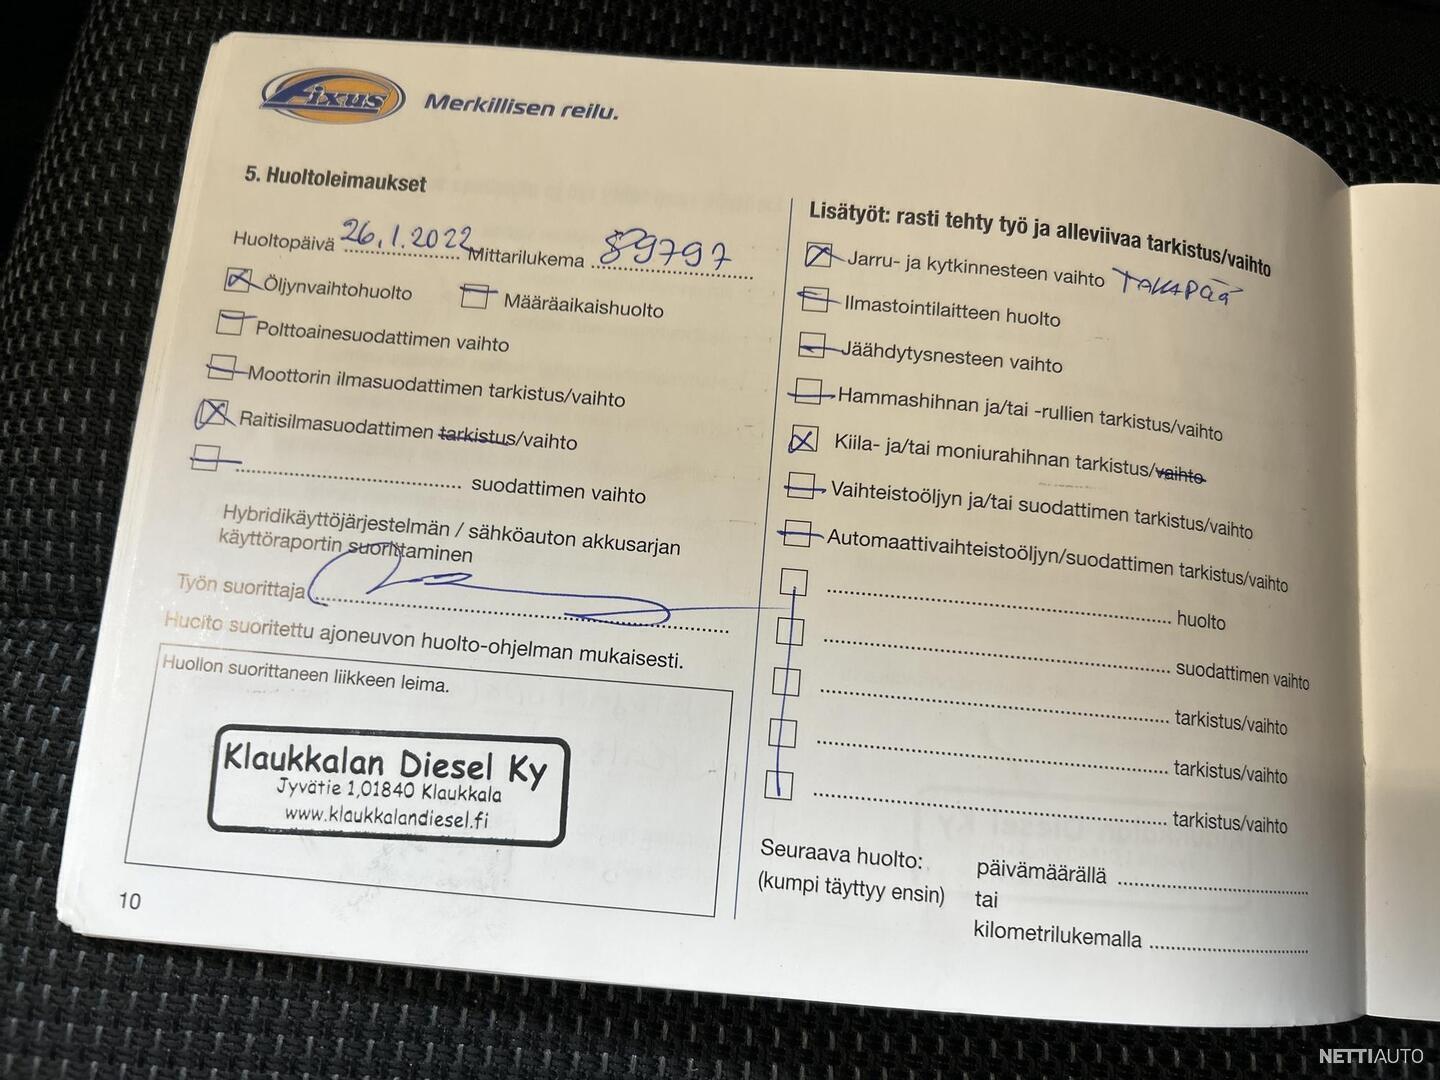 Fixus Merkillisen reilu.
5. Huoltoleimaukset
Huoltopäivä 26.1.2022 Mittarilukema 89797
Öljynvaihtohuolto Määräaikaishuolto
Polttoainesuodattimen vaihto
Moottorin ilmasuodattimen tarkistus/vaihto
Raitisilmasuodattimen tarkistus/vaihto
suodattimen vaihto
Hybridikäyttöjärjestelmän / sähköauton akkusarjan
käyttöraportin suorittaminen
Työn suorittaja
Huolto suoritettu ajoneuvon huolto-ohjelman mukaisesti.
Huollon suorittaneen liikkeen leima.
Klaukkalan Diesel Ky
Jyvätie 1, 01840 Klaukkala
www.klaukkalandiesel.fi
10
Lisätyöt: rasti tehty työ ja alleviivaa tarkistus/vaihto
Jarru- ja kytkinnesteen vaihto TAKAPÄÄ
Ilmastointilaitteen huolto
Jäähdytysnesteen vaihto
Hammashihnan ja/tai -rullien tarkistus/vaihto
Kiila- ja/tai moniurahihnan tarkistus/vaihto
Vaihteistoöljyn ja/tai suodattimen tarkistus/vaihto
Automaattivaihteistoöljyn/suodattimen tarkistus/vaihto
huolto
suodattimen vaihto
tarkistus/vaihto
tarkistus/vaihto
tarkistus/vaihto
Seuraava huolto: päivämäärällä
(kumpi täyttyy ensin) tai
kilometrilukemalla
NETTIAUTO